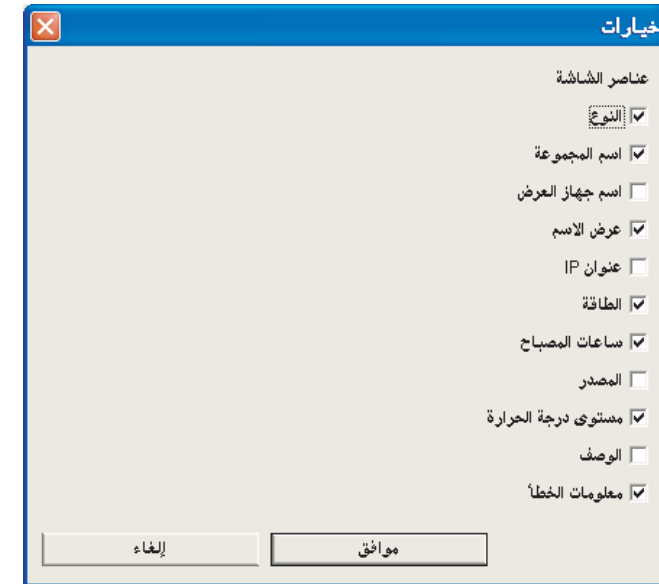 خيارات
عناصر الشاشة
النوع
اسم المجموعة
اسم جهاز العرض
عرض الاسم
عنوان IP
الطاقة
ساعات المصباح
المصدر
مستوى درجة الحرارة
الوصف
معلومات الخطأ
موافق
إلغاء